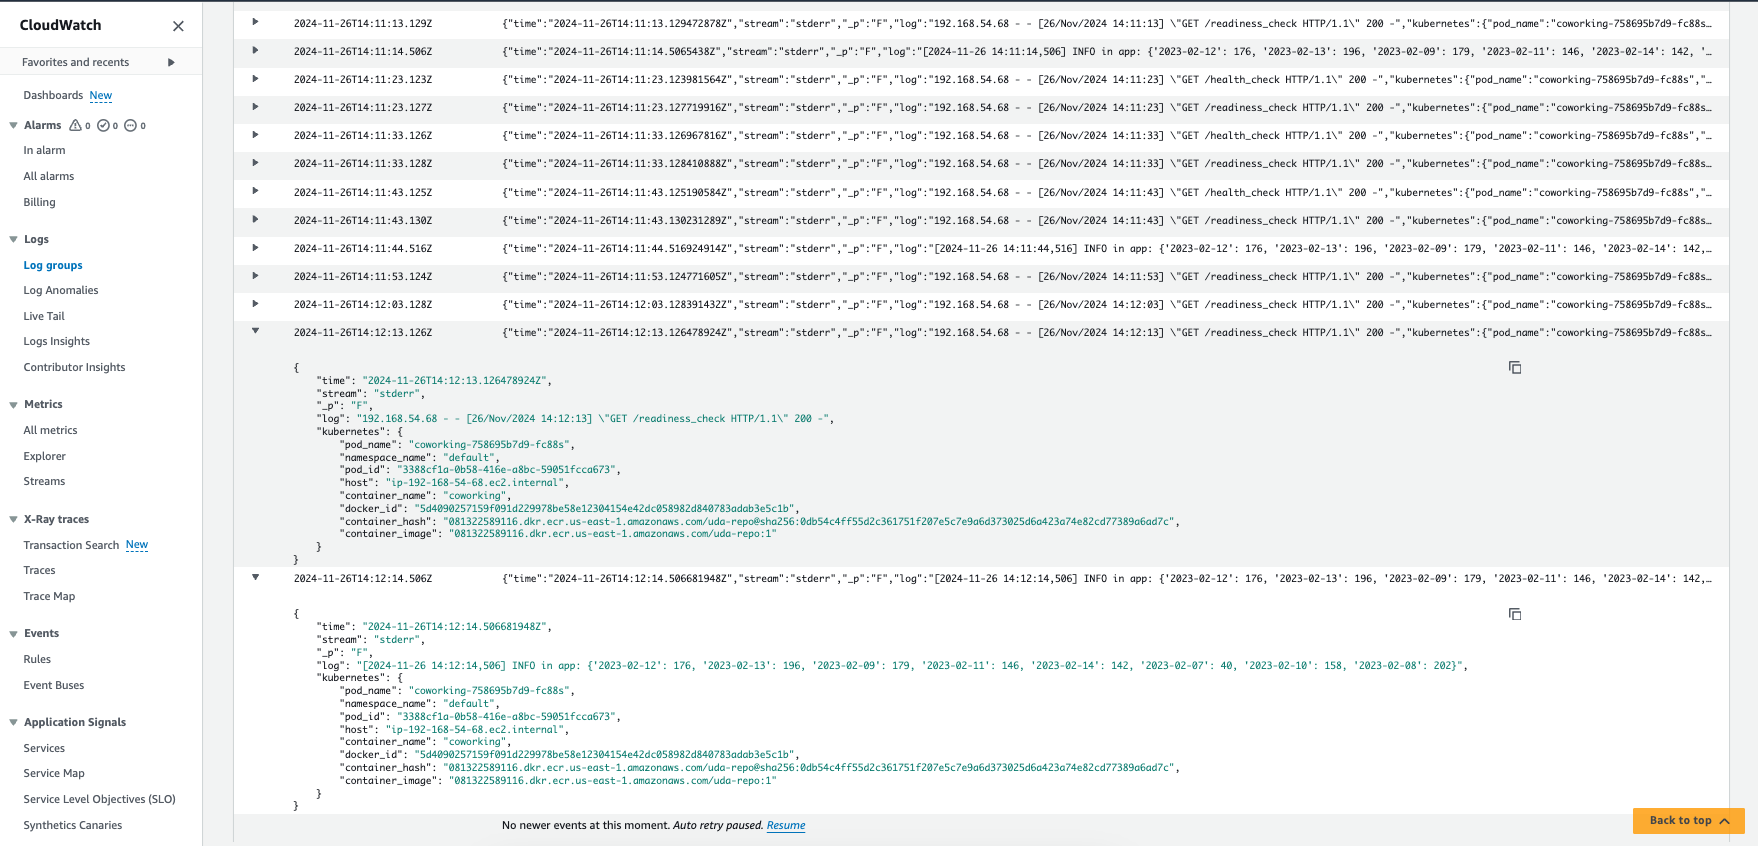 CloudWatch
Favorites and recents
Dashboards New
Alarms 0 0 0
In alarm
All alarms
Billing
Logs
Log groups
Log Anomalies
Live Tail
Logs Insights
Contributor Insights
Metrics
All metrics
Explorer
Streams
X-Ray traces
Transaction Search New
Traces
Trace Map
Events
Rules
Event Buses
Application Signals
Services
Service Map
Service Level Objectives (SLO)
Synthetics Canaries
2024-11-26T14:11:13.129Z {"time":"2024-11-26T14:11:13.129472878Z","stream":"stderr","_p":"F","log":"192.168.54.68 - - [26/Nov/2024 14:11:13] \"GET /readiness_check HTTP/1.1\" 200 -","kubernetes":{"pod_name":"coworking-758695b7d9-fc88s…
2024-11-26T14:11:14.506Z {"time":"2024-11-26T14:11:14.5065438Z","stream":"stderr","_p":"F","log":"[2024-11-26 14:11:14,506] INFO in app: {'2023-02-12': 176, '2023-02-13': 196, '2023-02-09': 179, '2023-02-11': 146, '2023-02-14': 142, '…
2024-11-26T14:11:23.123Z {"time":"2024-11-26T14:11:23.123981564Z","stream":"stderr","_p":"F","log":"192.168.54.68 - - [26/Nov/2024 14:11:23] \"GET /health_check HTTP/1.1\" 200 -","kubernetes":{"pod_name":"coworking-758695b7d9-fc88s","…
2024-11-26T14:11:23.127Z {"time":"2024-11-26T14:11:23.127719916Z","stream":"stderr","_p":"F","log":"192.168.54.68 - - [26/Nov/2024 14:11:23] \"GET /readiness_check HTTP/1.1\" 200 -","kubernetes":{"pod_name":"coworking-758695b7d9-fc88s…
2024-11-26T14:11:33.126Z {"time":"2024-11-26T14:11:33.126967816Z","stream":"stderr","_p":"F","log":"192.168.54.68 - - [26/Nov/2024 14:11:33] \"GET /health_check HTTP/1.1\" 200 -","kubernetes":{"pod_name":"coworking-758695b7d9-fc88s","…
2024-11-26T14:11:33.128Z {"time":"2024-11-26T14:11:33.128410888Z","stream":"stderr","_p":"F","log":"192.168.54.68 - - [26/Nov/2024 14:11:33] \"GET /readiness_check HTTP/1.1\" 200 -","kubernetes":{"pod_name":"coworking-758695b7d9-fc88s…
2024-11-26T14:11:43.125Z {"time":"2024-11-26T14:11:43.125190584Z","stream":"stderr","_p":"F","log":"192.168.54.68 - - [26/Nov/2024 14:11:43] \"GET /health_check HTTP/1.1\" 200 -","kubernetes":{"pod_name":"coworking-758695b7d9-fc88s","…
2024-11-26T14:11:43.130Z {"time":"2024-11-26T14:11:43.130231289Z","stream":"stderr","_p":"F","log":"192.168.54.68 - - [26/Nov/2024 14:11:43] \"GET /readiness_check HTTP/1.1\" 200 -","kubernetes":{"pod_name":"coworking-758695b7d9-fc88s…
2024-11-26T14:11:44.516Z {"time":"2024-11-26T14:11:44.516924914Z","stream":"stderr","_p":"F","log":"[2024-11-26 14:11:44,516] INFO in app: {'2023-02-12': 176, '2023-02-13': 196, '2023-02-09': 179, '2023-02-11': 146, '2023-02-14': 142,…
2024-11-26T14:11:53.124Z {"time":"2024-11-26T14:11:53.124771605Z","stream":"stderr","_p":"F","log":"192.168.54.68 - - [26/Nov/2024 14:11:53] \"GET /readiness_check HTTP/1.1\" 200 -","kubernetes":{"pod_name":"coworking-758695b7d9-fc88s…
2024-11-26T14:12:03.128Z {"time":"2024-11-26T14:12:03.128391432Z","stream":"stderr","_p":"F","log":"192.168.54.68 - - [26/Nov/2024 14:12:03] \"GET /readiness_check HTTP/1.1\" 200 -","kubernetes":{"pod_name":"coworking-758695b7d9-fc88s…
2024-11-26T14:12:13.126Z {"time":"2024-11-26T14:12:13.126478924Z","stream":"stderr","_p":"F","log":"192.168.54.68 - - [26/Nov/2024 14:12:13] \"GET /readiness_check HTTP/1.1\" 200 -","kubernetes":{"pod_name":"coworking-758695b7d9-fc88s…
{
"time": "2024-11-26T14:12:13.126478924Z",
"stream": "stderr",
"_p": "F",
"log": "192.168.54.68 - - [26/Nov/2024 14:12:13] \"GET /readiness_check HTTP/1.1\" 200 -",
"kubernetes": {
"pod_name": "coworking-758695b7d9-fc88s",
"namespace_name": "default",
"pod_id": "3388cf1a-0b58-416e-a8bc-59051fcca673",
"host": "ip-192-168-54-68.ec2.internal",
"container_name": "coworking",
"docker_id": "5d4090257159f091d229978be58e12304154e42dc058982d840783adab3e5c1b",
"container_hash": "081322589116.dkr.ecr.us-east-1.amazonaws.com/uda-repo@sha256:0db54c4ff55d2c361751f207e5c7e9a6d373025d6a423a74e82cd77389a6ad7c",
"container_image": "081322589116.dkr.ecr.us-east-1.amazonaws.com/uda-repo:1"
}
}
2024-11-26T14:12:14.506Z {"time":"2024-11-26T14:12:14.506681948Z","stream":"stderr","_p":"F","log":"[2024-11-26 14:12:14,506] INFO in app: {'2023-02-12': 176, '2023-02-13': 196, '2023-02-09': 179, '2023-02-11': 146, '2023-02-14': 142,…
{
"time": "2024-11-26T14:12:14.506681948Z",
"stream": "stderr",
"_p": "F",
"log": "[2024-11-26 14:12:14,506] INFO in app: {'2023-02-12': 176, '2023-02-13': 196, '2023-02-09': 179, '2023-02-11': 146, '2023-02-14': 142, '2023-02-07': 40, '2023-02-10': 158, '2023-02-08': 202}",
"kubernetes": {
"pod_name": "coworking-758695b7d9-fc88s",
"namespace_name": "default",
"pod_id": "3388cf1a-0b58-416e-a8bc-59051fcca673",
"host": "ip-192-168-54-68.ec2.internal",
"container_name": "coworking",
"docker_id": "5d4090257159f091d229978be58e12304154e42dc058982d840783adab3e5c1b",
"container_hash": "081322589116.dkr.ecr.us-east-1.amazonaws.com/uda-repo@sha256:0db54c4ff55d2c361751f207e5c7e9a6d373025d6a423a74e82cd77389a6ad7c",
"container_image": "081322589116.dkr.ecr.us-east-1.amazonaws.com/uda-repo:1"
}
}
No newer events at this moment. Auto retry paused. Resume
Back to top